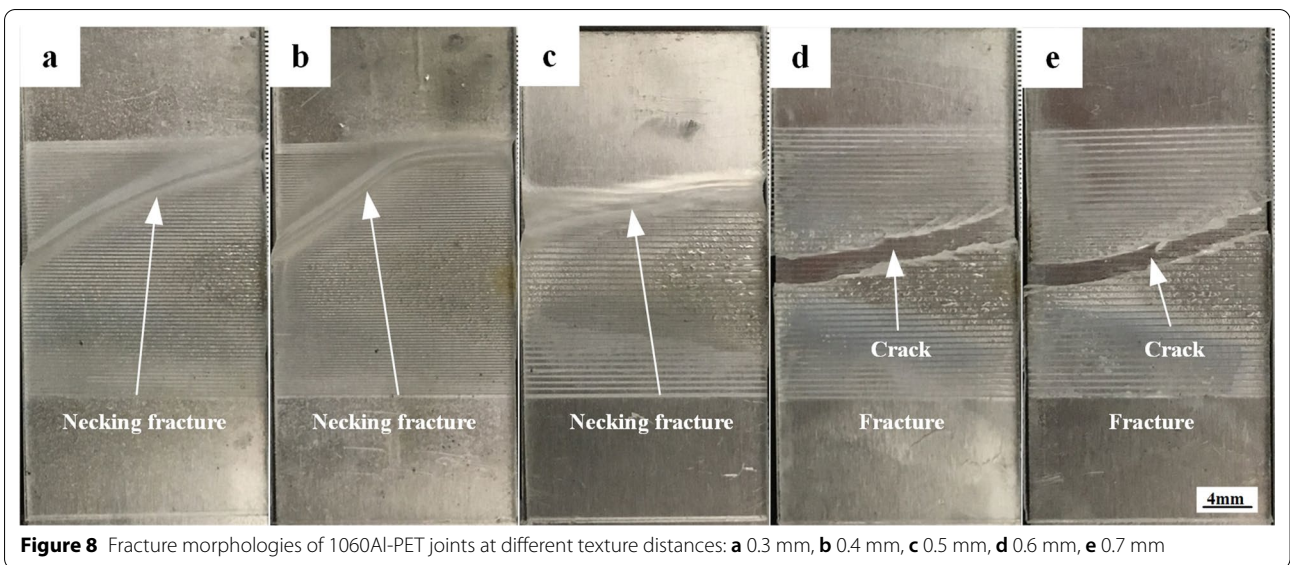 a
b
c
d
e
Crack
Crack
Necking fracture
Necking fracture
Necking fracture
Fracture
Fracture
4mm
Figure 8 Fracture morphologies of 1060Al-PET joints at different texture distances: a 0.3 mm, b 0.4 mm, c 0.5 mm, d 0.6 mm, e 0.7 mm